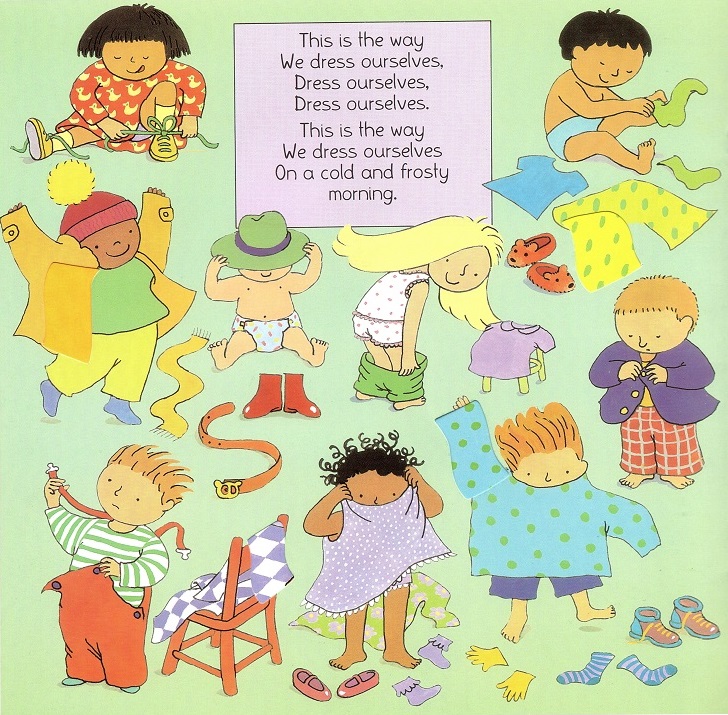 This is the way
We dress ourselves,
Dress ourselves,
Dress ourselves.
This is the way
We dress ourselves
On a cold and frosty
morning.